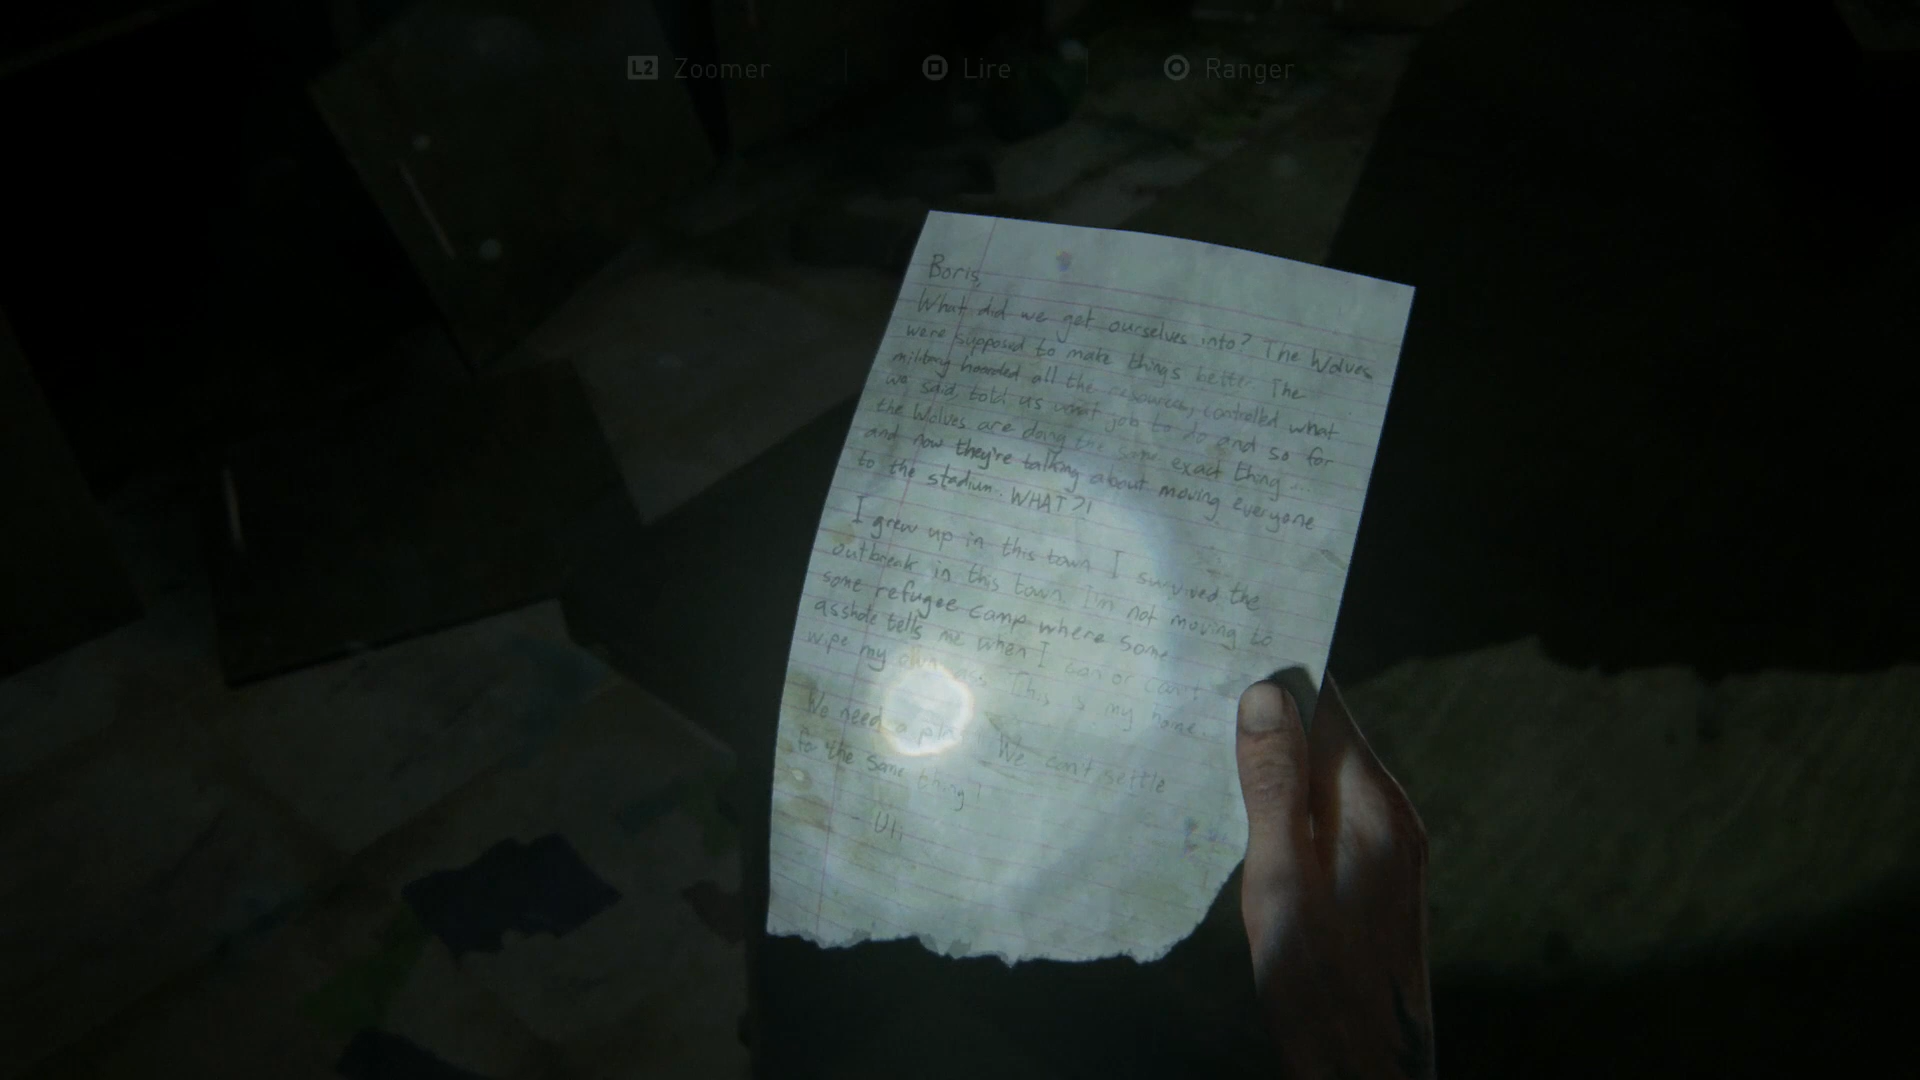 L2 Zoomer
Lire
Ranger
Boris,
What did we get ourselves into? The Wolves
were supposed to make things better. The
military hoarded all the resources, controlled what
we said, told us what job to do and so far
the Wolves are doing the same exact thing...
and now they're talking about moving everyone
to the stadium. WHAT?!
I grew up in this town. I survived the
outbreak in this town. I'm not moving to
some refugee camp where some
asshole tells me when I can or can't
wipe my own ass. This is my home.
We need a plan. We can't settle
for the same thing!
- Uli